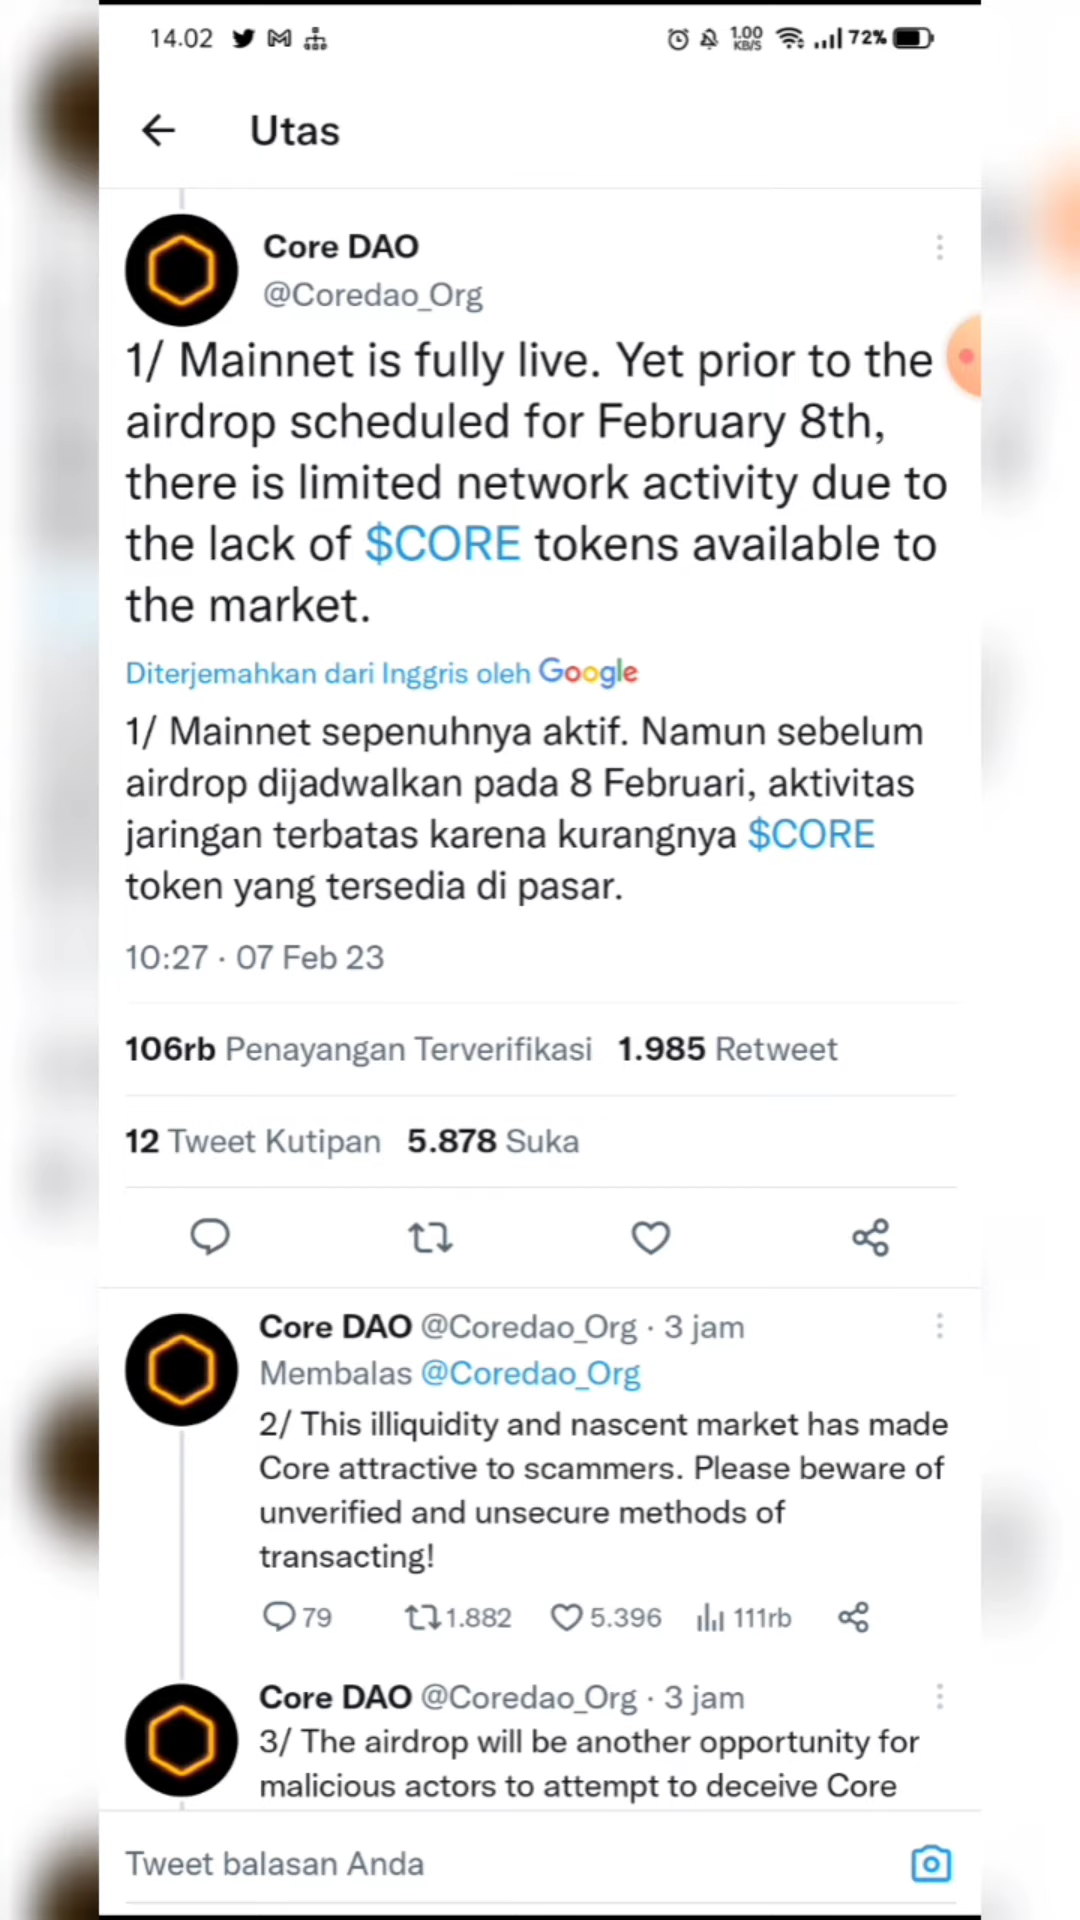 14.02
1.00
KB/S
72%
Utas
Core DAO
@Coredao_Org
1/ Mainnet is fully live. Yet prior to the
airdrop scheduled for February 8th,
there is limited network activity due to
the lack of $CORE tokens available to
the market.
Diterjemahkan dari Inggris oleh Google
1/ Mainnet sepenuhnya aktif. Namun sebelum
airdrop dijadwalkan pada 8 Februari, aktivitas
jaringan terbatas karena kurangnya $CORE
token yang tersedia di pasar.
10:27 · 07 Feb 23
106rb Penayangan Terverifikasi 1.985 Retweet
12 Tweet Kutipan 5.878 Suka
Core DAO @Coredao_Org · 3 jam
Membalas @Coredao_Org
2/ This illiquidity and nascent market has made
Core attractive to scammers. Please beware of
unverified and unsecure methods of
transacting!
79 1.882 5.396 111rb
Core DAO @Coredao_Org · 3 jam
3/ The airdrop will be another opportunity for
malicious actors to attempt to deceive Core
Tweet balasan Anda